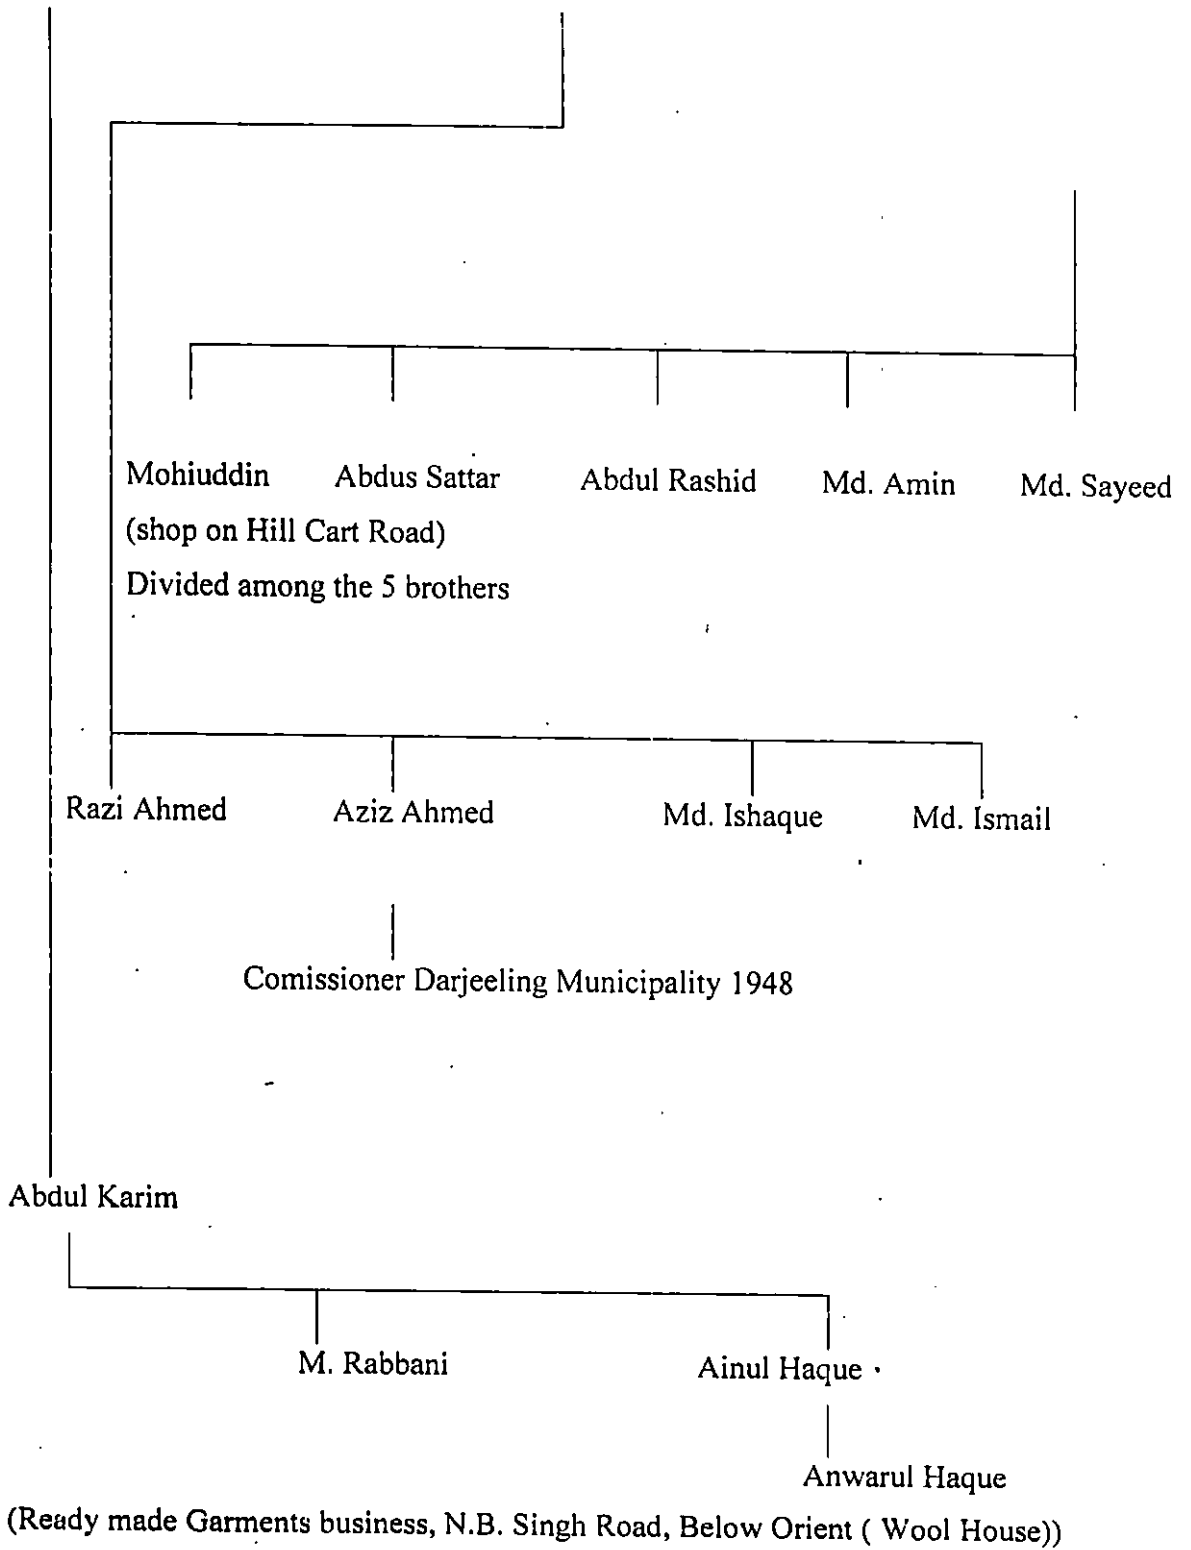 Mohiuddin Abdus Sattar Abdul Rashid Md. Amin Md. Sayeed
(shop on Hill Cart Road)
Divided among the 5 brothers
Razi Ahmed Aziz Ahmed Md. Ishaque Md. Ismail
Comissioner Darjeeling Municipality 1948
Abdul Karim
M. Rabbani Ainul Haque
Anwarul Haque
(Ready made Garments business, N.B. Singh Road, Below Orient ( Wool House))